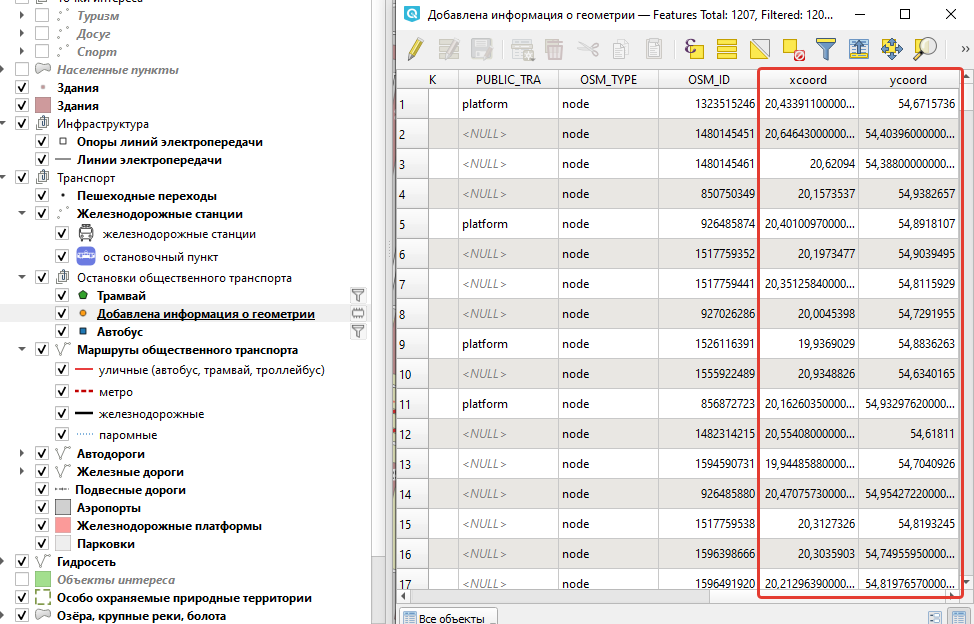 Точки интереса
Туризм
Досуг
Спорт
Населенные пункты
Здания
Здания
Инфраструктура
Опоры линий электропередачи
Линии электропередачи
Транспорт
Пешеходные переходы
Железнодорожные станции
железнодорожные станции
остановочный пункт
Остановки общественного транспорта
Трамвай
Добавлена информация о геометрии
Автобус
Маршруты общественного транспорта
уличные (автобус, трамвай, троллейбус)
метро
железнодорожные
паромные
Автодороги
Железные дороги
Подвесные дороги
Аэропорты
Железнодорожные платформы
Парковки
Гидросеть
Объекты интереса
Особо охраняемые природные территории
Озёра, крупные реки, болота
Добавлена информация о геометрии — Features Total: 1207, Filtered: 120...
K PUBLIC_TRA OSM_TYPE OSM_ID xcoord ycoord
1 platform node 1323515246 20,43391100000... 54,6715736
2 <NULL> node 1480145451 20,64643000000... 54,40396000000...
3 <NULL> node 1480145461 20,62094 54,38800000000...
4 <NULL> node 850750349 20,1573537 54,9382657
5 platform node 926485874 20,40100970000... 54,8918107
6 <NULL> node 1517759352 20,1973477 54,9039495
7 <NULL> node 1517759441 20,35125840000... 54,8115929
8 <NULL> node 927026286 20,0045398 54,7291955
9 platform node 1526116391 19,9369029 54,8836263
10 <NULL> node 1555922489 20,9348826 54,6340165
11 platform node 856872723 20,16260350000... 54,93297620000...
12 <NULL> node 1482314215 20,55408000000... 54,61811
13 <NULL> node 1594590731 19,94485880000... 54,7040926
14 <NULL> node 926485880 20,47075730000... 54,95427220000...
15 <NULL> node 1517759538 20,3127326 54,8193245
16 <NULL> node 1596398666 20,3035903 54,74955950000...
17 <NULL> node 1596491920 20,21296390000... 54,81976570000...
Все объекты